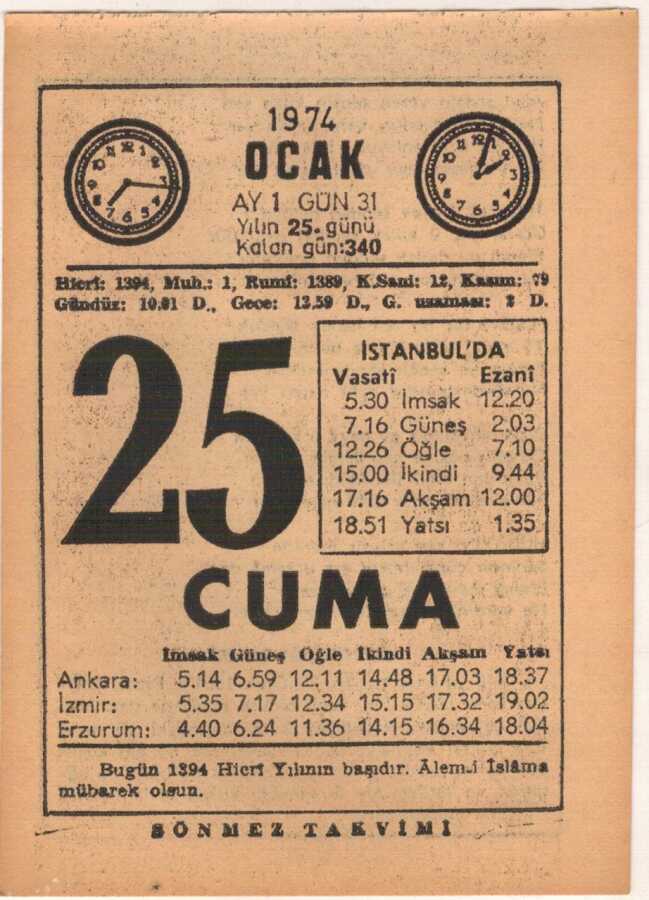 1974
OCAK
AY 1 GÜN 31
Yılın 25. günü
Kalan gün:340
Hicrî: 1394, Muh.: 1, Rumî: 1389, K.Sani: 12, Kasım: 79
Gündüz: 10.01 D., Gece: 13.59 D., G. uzaması: 2 D.
25
İSTANBUL'DA
Vasatî Ezanî
5.30 İmsak 12.20
7.16 Güneş 2.03
12.26 Öğle 7.10
15.00 İkindi 9.44
17.16 Akşam 12.00
18.51 Yatsı 1.35
CUMA
İmsak Güneş Öğle İkindi Akşam Yatsı
Ankara: 5.14 6.59 12.11 14.48 17.03 18.37
İzmir: 5.35 7.17 12.34 15.15 17.32 19.02
Erzurum: 4.40 6.24 11.36 14.15 16.34 18.04
Bugün 1394 Hicrî Yılının başıdır. Âlem-i İslâma
mübarek olsun.
SÖNMEZ TAKVİMİ